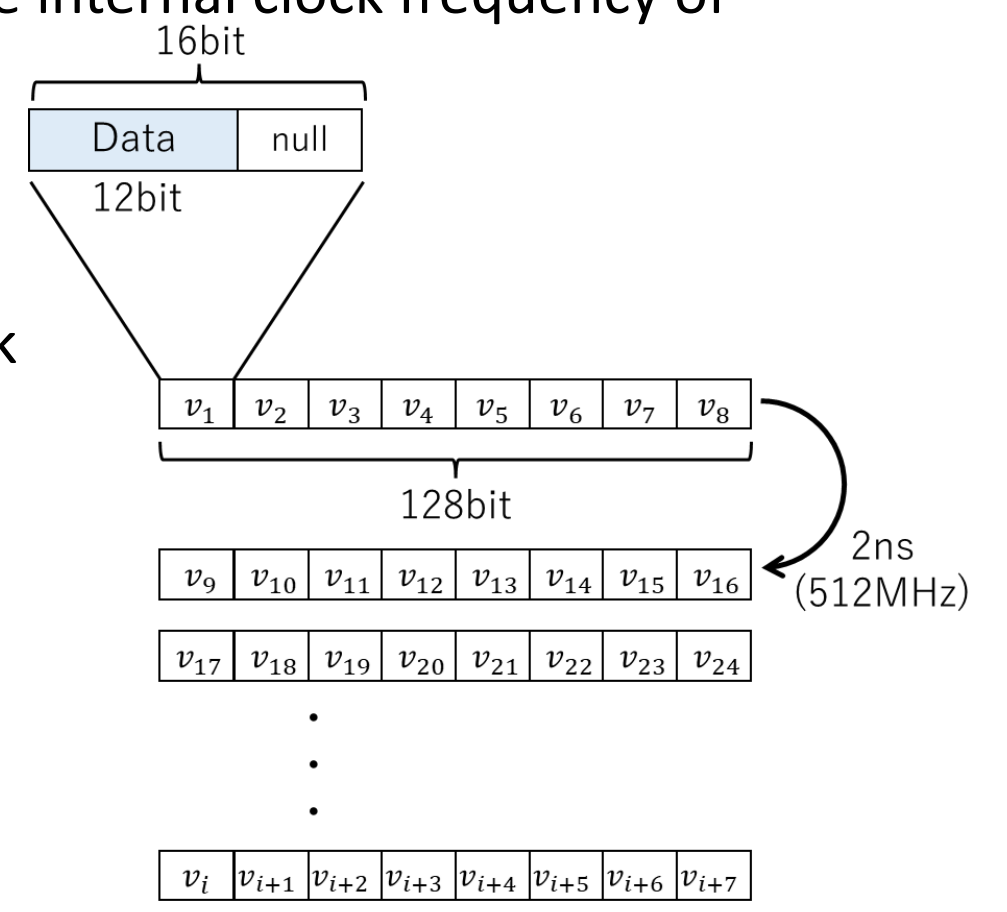 e internal clock frequency of
16bit
Data null
12bit
k
𝑣₁ 𝑣₂ 𝑣₃ 𝑣₄ 𝑣₅ 𝑣₆ 𝑣₇ 𝑣₈
128bit
2ns
(512MHz)
𝑣₉ 𝑣₁₀ 𝑣₁₁ 𝑣₁₂ 𝑣₁₃ 𝑣₁₄ 𝑣₁₅ 𝑣₁₆
𝑣₁₇ 𝑣₁₈ 𝑣₁₉ 𝑣₂₀ 𝑣₂₁ 𝑣₂₂ 𝑣₂₃ 𝑣₂₄
𝑣ᵢ 𝑣ᵢ₊₁ 𝑣ᵢ₊₂ 𝑣ᵢ₊₃ 𝑣ᵢ₊₄ 𝑣ᵢ₊₅ 𝑣ᵢ₊₆ 𝑣ᵢ₊₇